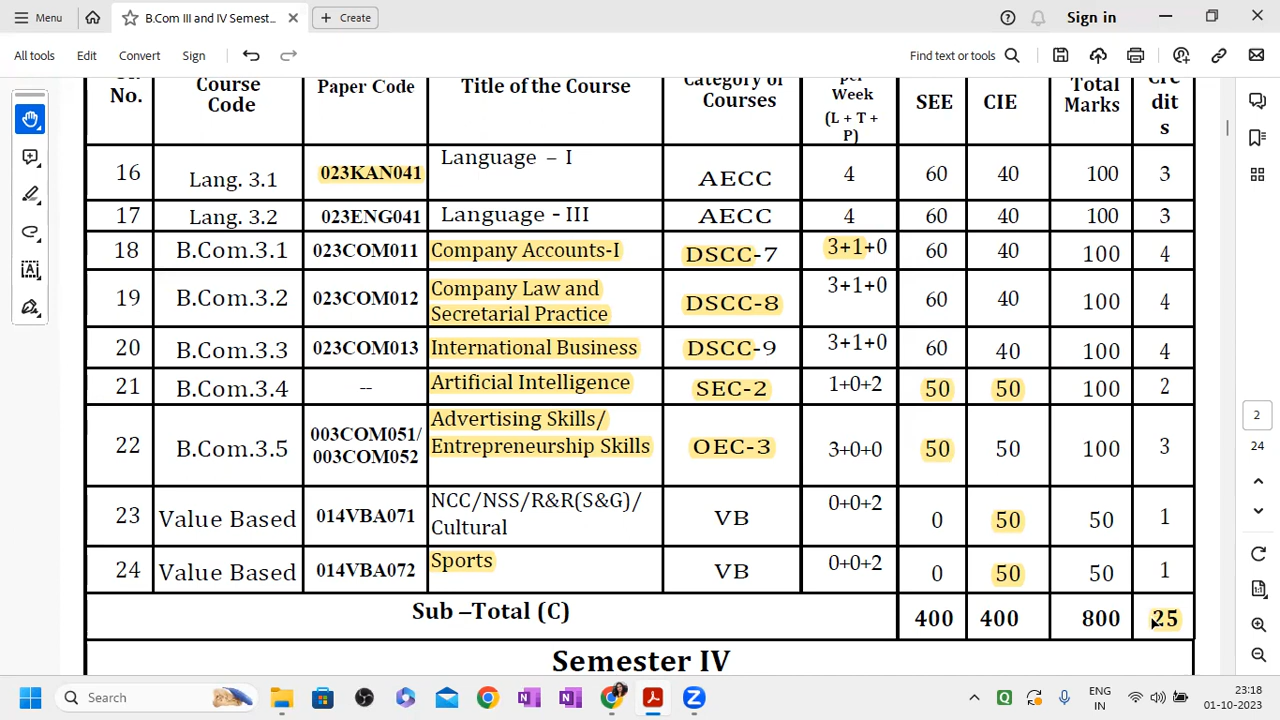 Menu
B.Com III and IV Semest...
Create
Sign in
All tools Edit Convert Sign
Find text or tools
No. Course Code Paper Code Title of the Course Category of Courses per Week (L + T + P) SEE CIE Total Marks Cre dit s
16 Lang. 3.1 023KAN041 Language – I AECC 4 60 40 100 3
17 Lang. 3.2 023ENG041 Language - III AECC 4 60 40 100 3
18 B.Com.3.1 023COM011 Company Accounts-I DSCC-7 3+1+0 60 40 100 4
19 B.Com.3.2 023COM012 Company Law and Secretarial Practice DSCC-8 3+1+0 60 40 100 4
20 B.Com.3.3 023COM013 International Business DSCC-9 3+1+0 60 40 100 4
21 B.Com.3.4 -- Artificial Intelligence SEC-2 1+0+2 50 50 100 2
22 B.Com.3.5 003COM051/ 003COM052 Advertising Skills/ Entrepreneurship Skills OEC-3 3+0+0 50 50 100 3
23 Value Based 014VBA071 NCC/NSS/R&R(S&G)/ Cultural VB 0+0+2 0 50 50 1
24 Value Based 014VBA072 Sports VB 0+0+2 0 50 50 1
Sub –Total (C) 400 400 800 25
Semester IV
2
24
Search
ENG
IN
23:18
01-10-2023